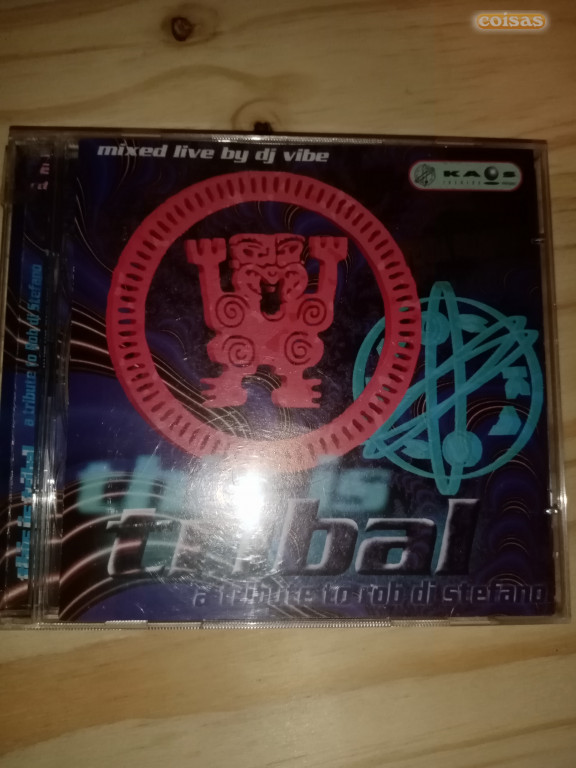 coisas
mixed live by dj vibe
KAOS
this is
tribal
a tribute to rob di stefano
this is tribal a tribute to rob di stefano